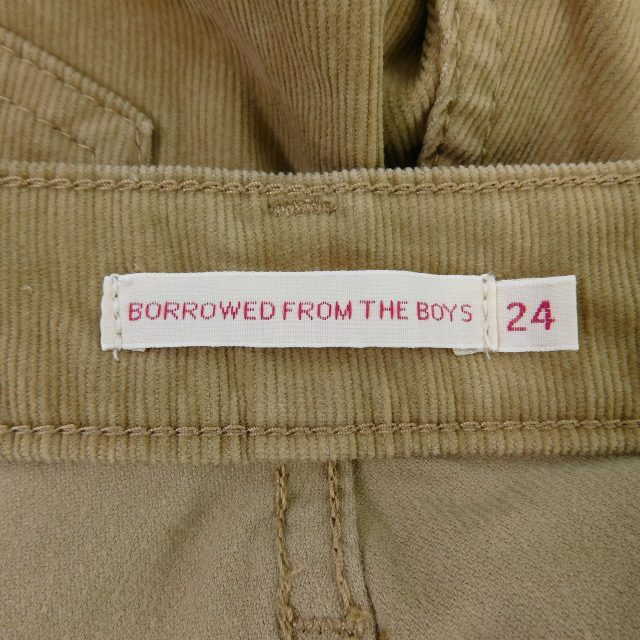 BORROWED FROM THE BOYS 24